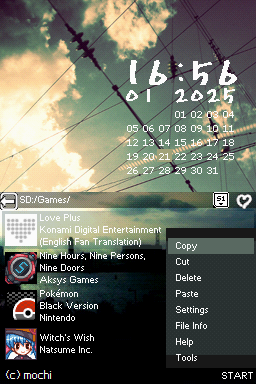 16:56
01 2025
01 02 03 04
05 06 07 08 09 10 11
12 13 14 15 16 17 18
19 20 21 22 23 24 25
26 27 28 29 30 31
SD:/Games/
Love Plus
Konami Digital Entertainment
(English Fan Translation)
Nine Hours, Nine Persons,
Nine Doors
Aksys Games
Pokémon
Black Version
Nintendo
Witch's Wish
Natsume Inc.
Copy
Cut
Delete
Paste
Settings
File Info
Help
Tools
(c) mochi
START